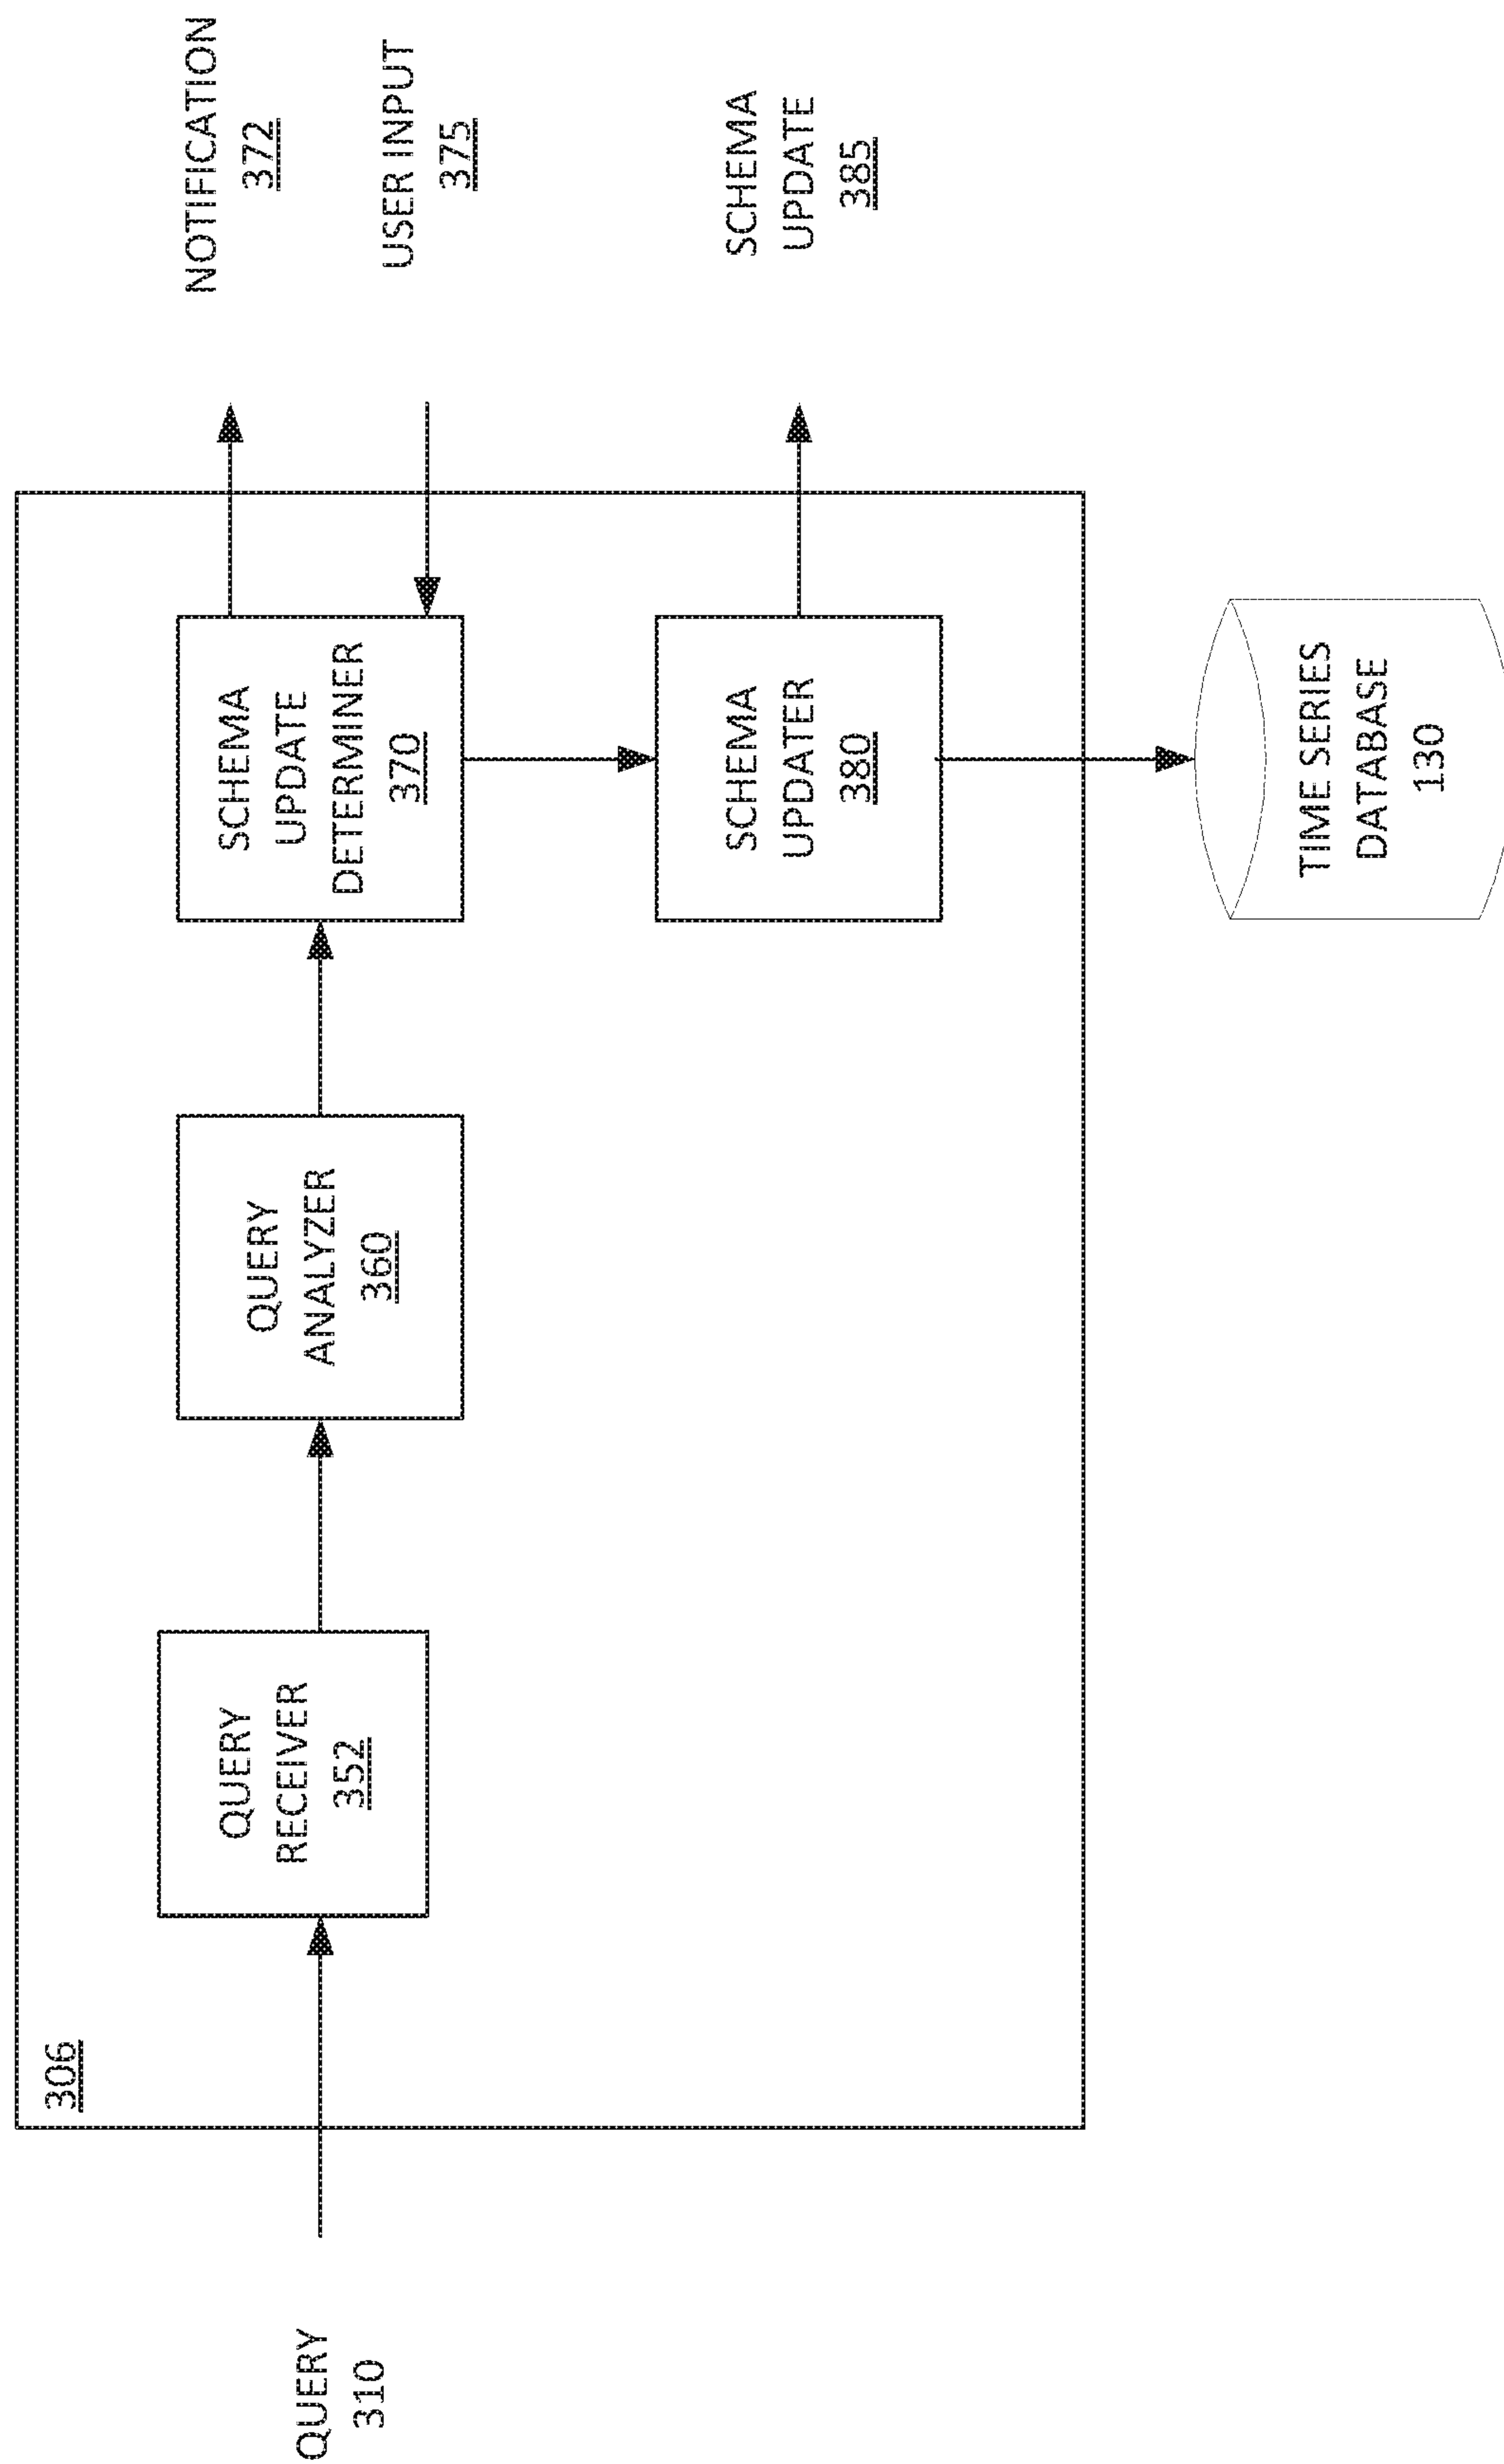 306
QUERY
310
QUERY
RECEIVER
352
QUERY
ANALYZER
360
SCHEMA
UPDATE
DETERMINER
370
NOTIFICATION
372
USER INPUT
375
SCHEMA
UPDATER
380
SCHEMA
UPDATE
385
TIME SERIES
DATABASE
130